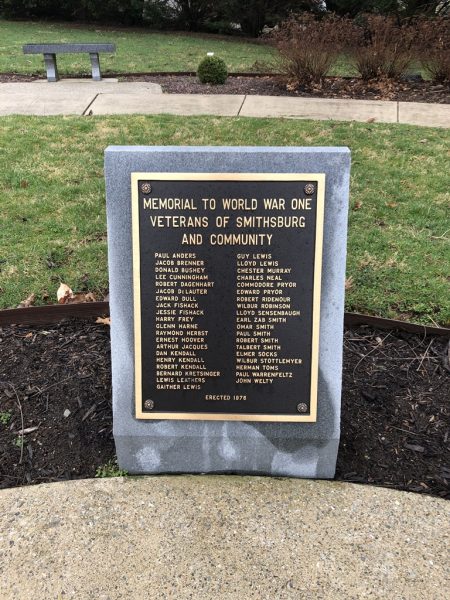 MEMORIAL TO WORLD WAR ONE
VETERANS OF SMITHSBURG
AND COMMUNITY
PAUL ANDERS
JACOB BRENNER
DONALD BUSHEY
LEE CUNNINGHAM
ROBERT DAGENHART
JACOB DeLAUTER
EDWARD DULL
JACK FISHACK
JESSIE FISHACK
HARRY FREY
GLENN HARNE
RAYMOND HERBST
ERNEST HOOVER
ARTHUR JACQUES
DAN KENDALL
HENRY KENDALL
ROBERT KENDALL
BERNARD KRETSINGER
LEWIS LEATHERS
GAITHER LEWIS
GUY LEWIS
LLOYD LEWIS
CHESTER MURRAY
CHARLES NEAL
COMMODORE PRYOR
EDWARD PRYOR
ROBERT RIDENOUR
WILBUR ROBINSON
LLOYD SENSENBAUGH
EARL ZAB SMITH
OMAR SMITH
PAUL SMITH
ROBERT SMITH
TALBERT SMITH
ELMER SOCKS
WILBUR STOTTLEMYER
HERMAN TOMS
PAUL WARRENFELTZ
JOHN WELTY
ERECTED 1976